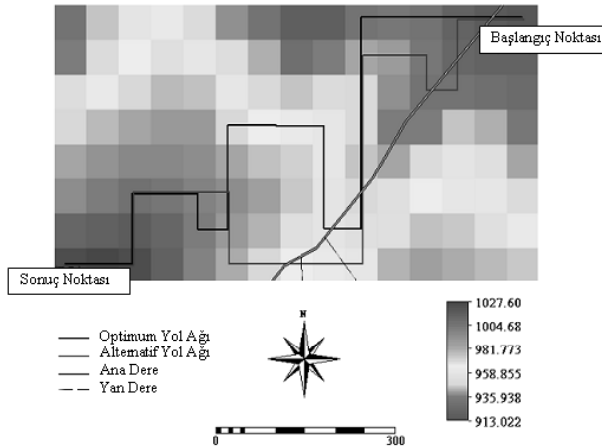 Başlangıç Noktası
Sonuç Noktası
Optimum Yol Ağı
Alternatif Yol Ağı
Ana Dere
Yan Dere
N
1027.60
1004.68
981.773
958.855
935.938
913.022
0
300